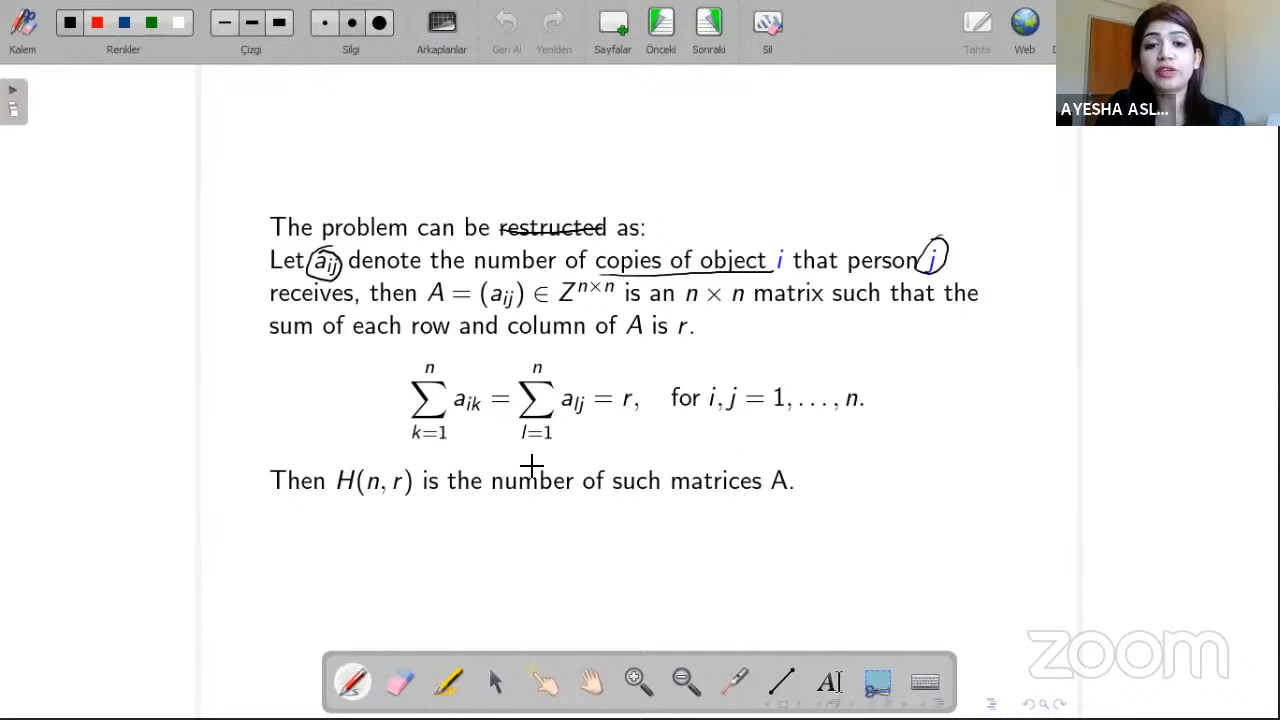 Kalem
Renkler
Çizgi
Silgi
Arkaplanlar
Geri Al
Yeniden
Sayfalar
Önceki
Sonraki
Sil
Tahta
Web
AYESHA ASL...
The problem can be restructed as:
Let a_{ij} denote the number of copies of object i that person j
receives, then A = (a_{ij}) ∈ Z^{n×n} is an n × n matrix such that the
sum of each row and column of A is r.
\sum_{k=1}^{n} a_{ik} = \sum_{l=1}^{n} a_{lj} = r, for i, j = 1, . . . , n.
Then H(n, r) is the number of such matrices A.
zoom